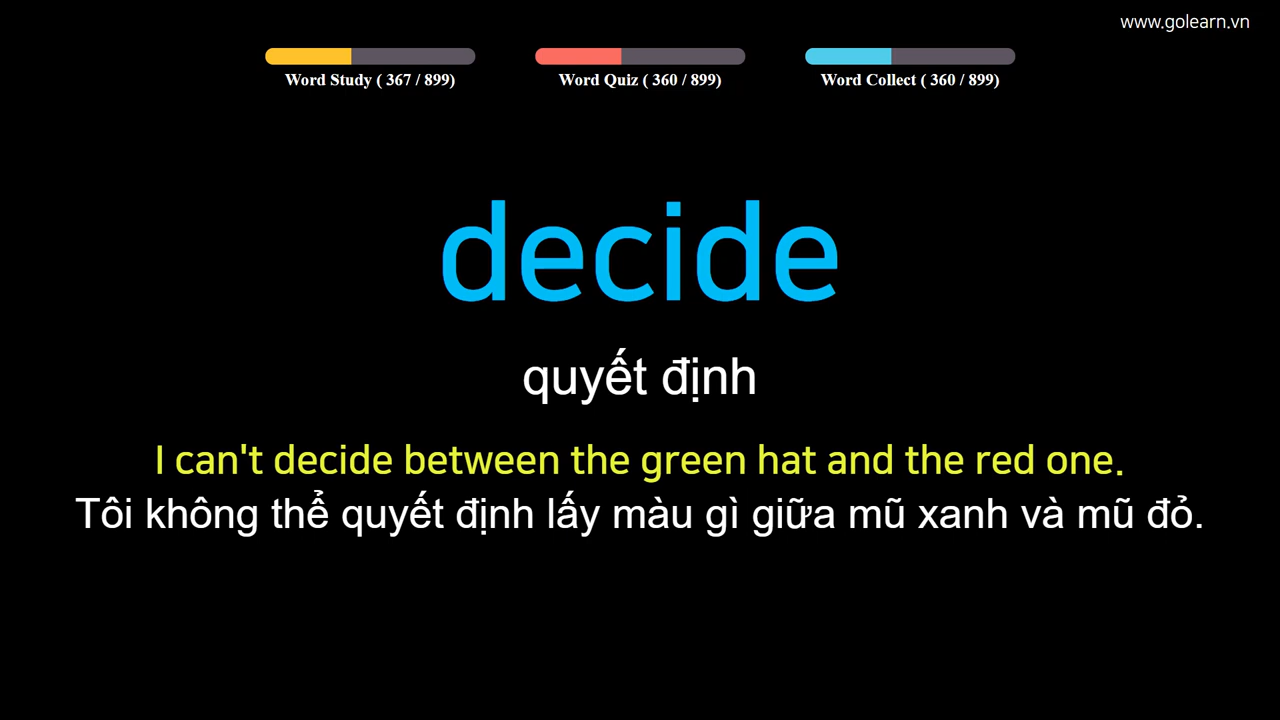 www.golearn.vn
Word Study ( 367 / 899)
Word Quiz ( 360 / 899)
Word Collect ( 360 / 899)
decide
quyết định
I can't decide between the green hat and the red one.
Tôi không thể quyết định lấy màu gì giữa mũ xanh và mũ đỏ.